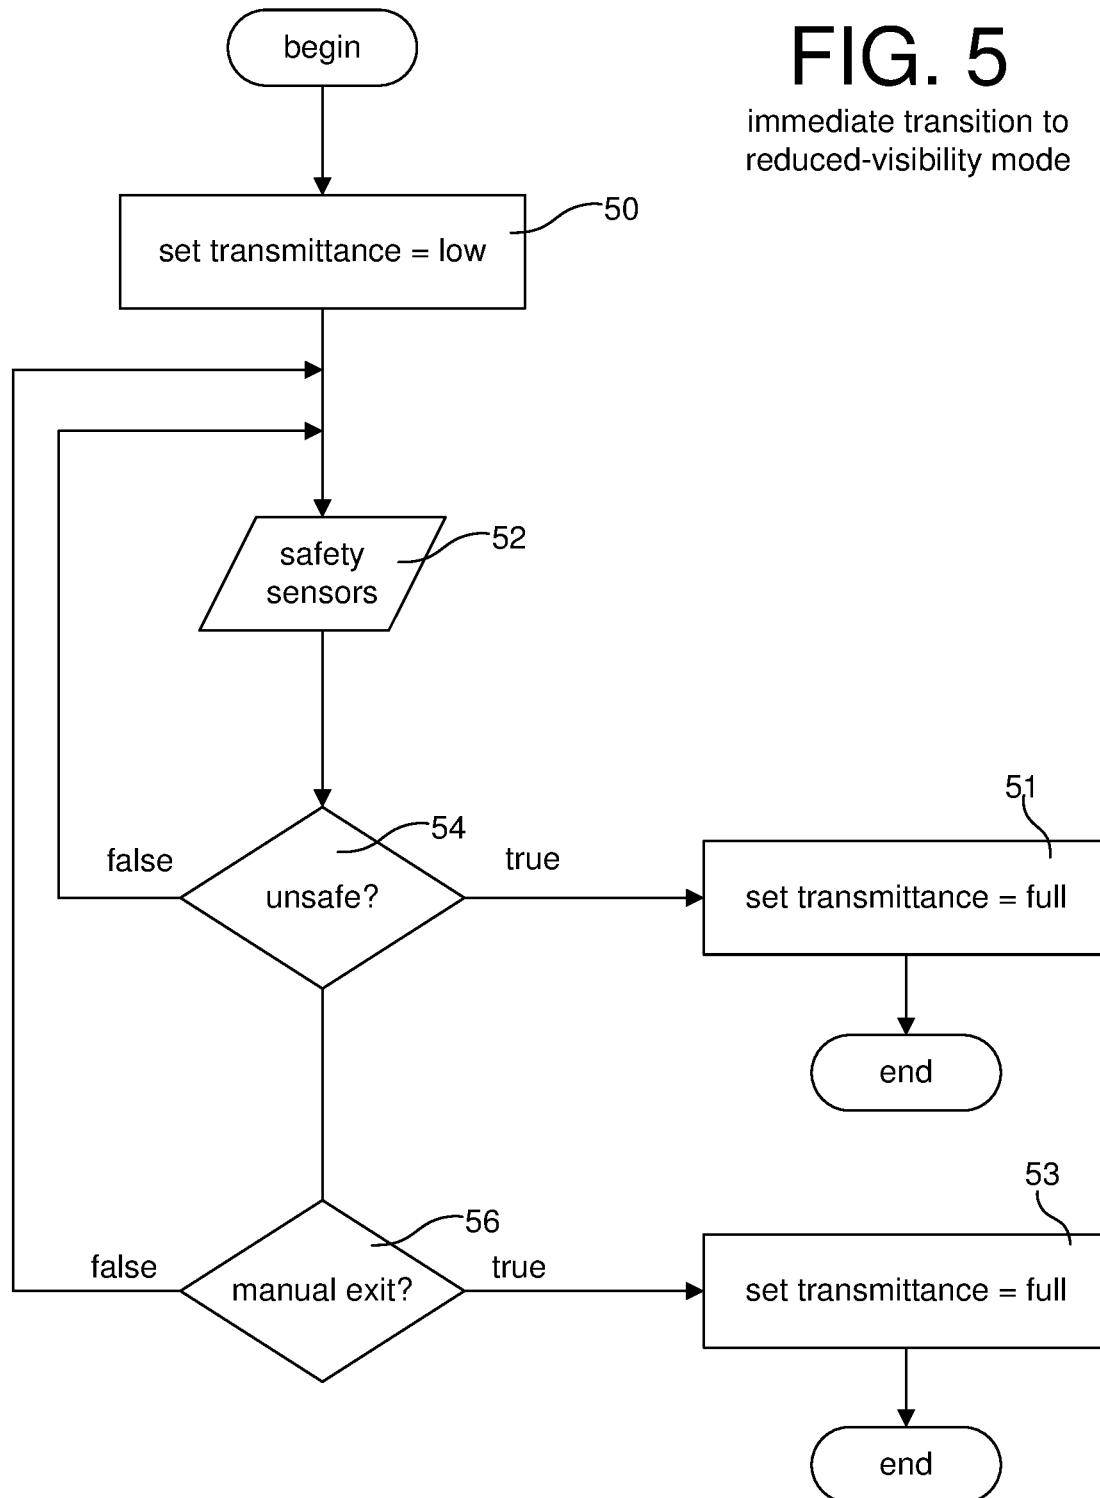 begin
FIG. 5
immediate transition to
reduced-visibility mode
50
set transmittance = low
52
safety
sensors
51
54
false
true
unsafe?
set transmittance = full
end
53
56
false
true
manual exit?
set transmittance = full
end